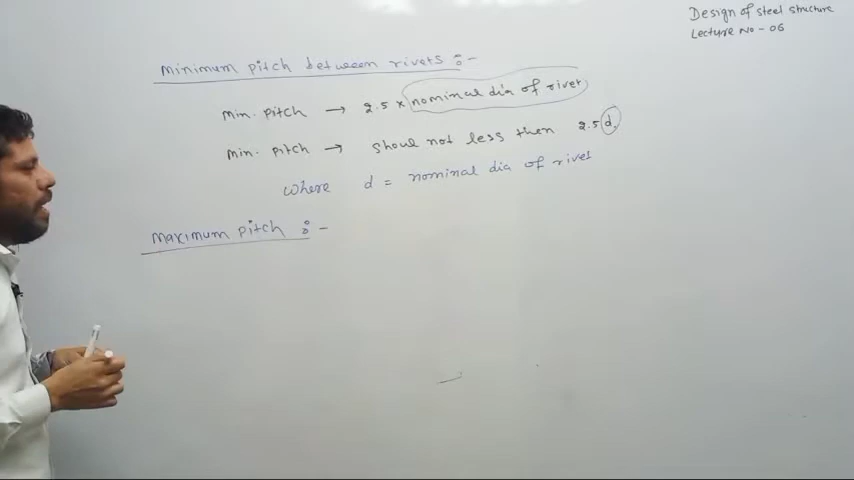 Design of steel structure
Lecture No - 06
Minimum pitch between rivets :-
Min. Pitch → 2.5 x nominal dia of rivet
Min. Pitch → shoul not less then 2.5 d.
where d = nominal dia of rivet
Maximum pitch :-